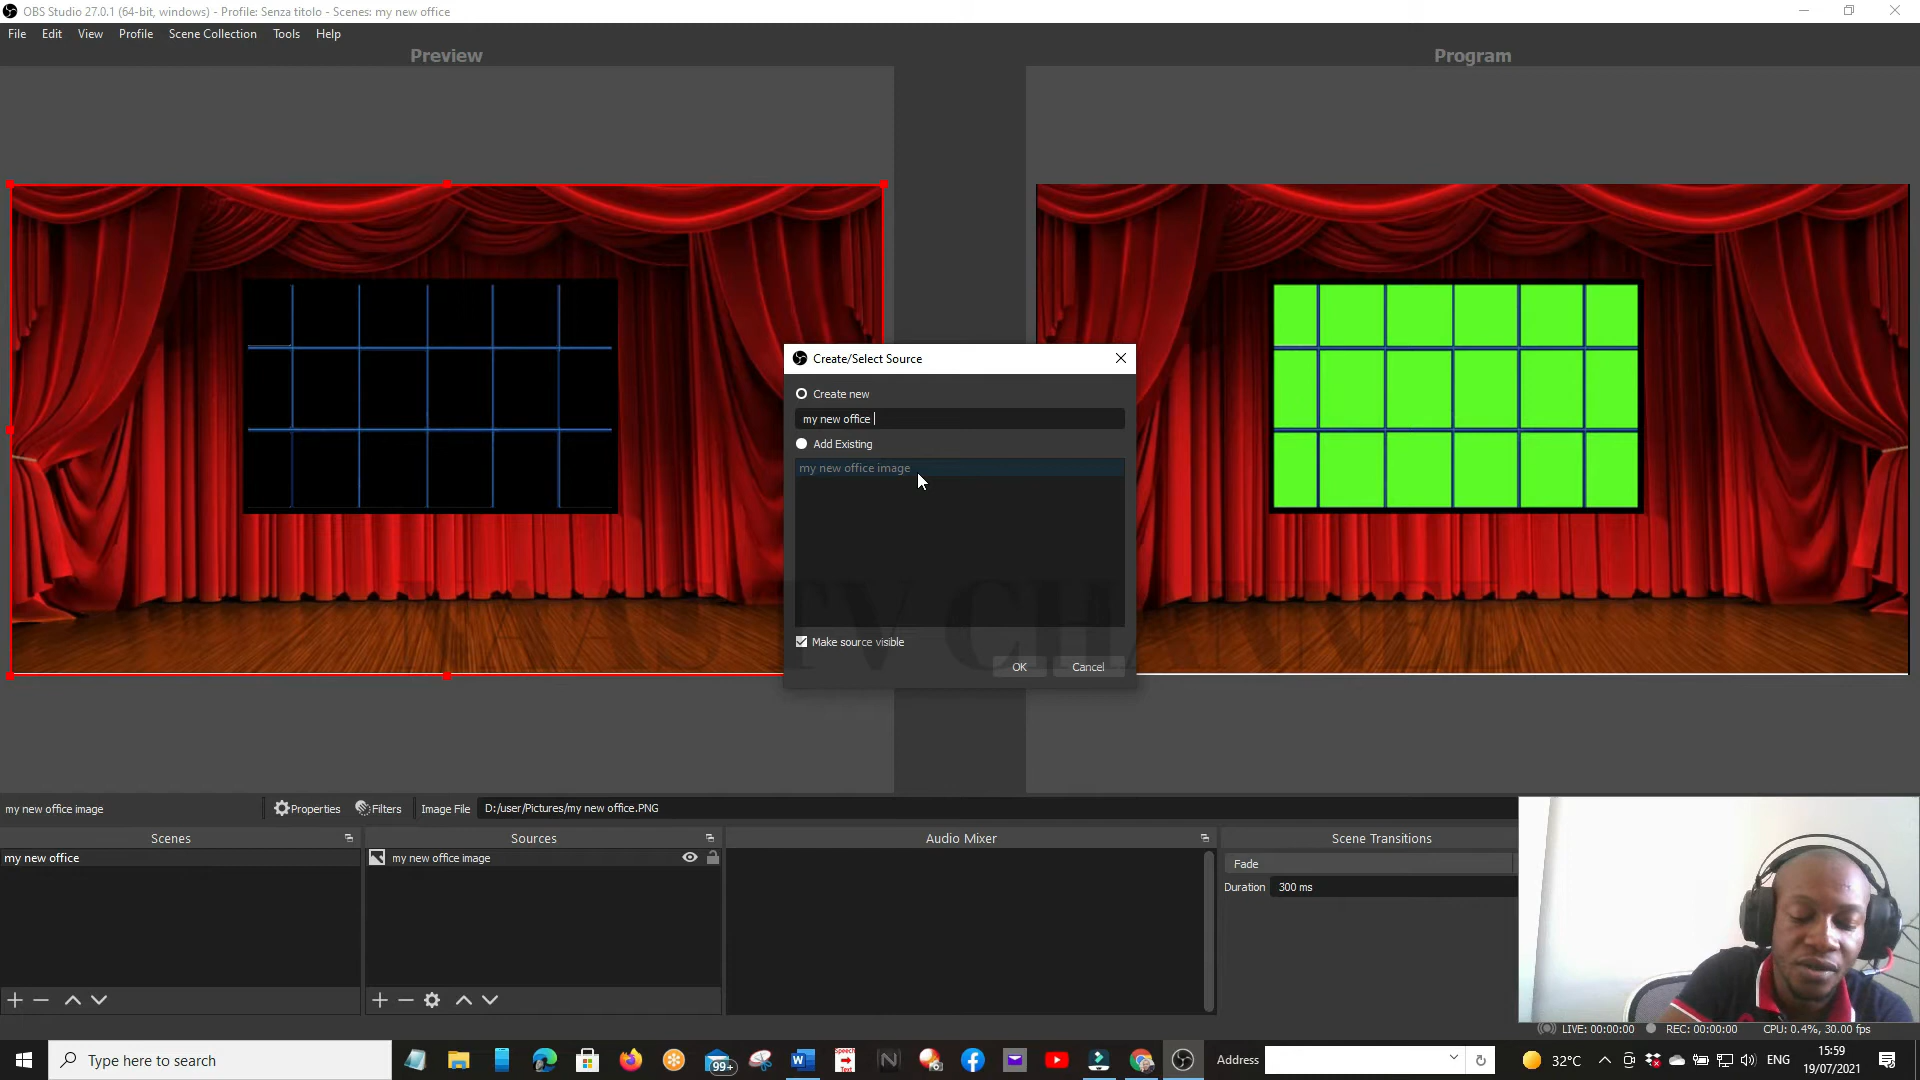 OBS Studio 27.0.1 (64-bit, windows) - Profile: Senza titolo - Scenes: my new office
File Edit View Profile Scene Collection Tools Help
Preview
Program
Create/Select Source
Create new
my new office
Add Existing
my new office image
TV CHANNEL
Make source visible
OK Cancel
my new office image
Properties
Filters
Image File
D:/user/Pictures/my new office.PNG
Scenes
Sources
Audio Mixer
Scene Transitions
my new office
my new office image
Fade
Duration 300 ms
LIVE: 00:00:00 REC: 00:00:00 CPU: 0.4%, 30.00 fps
Type here to search
99+
Speech
Text
Address
32°C
ENG
15:59
19/07/2021